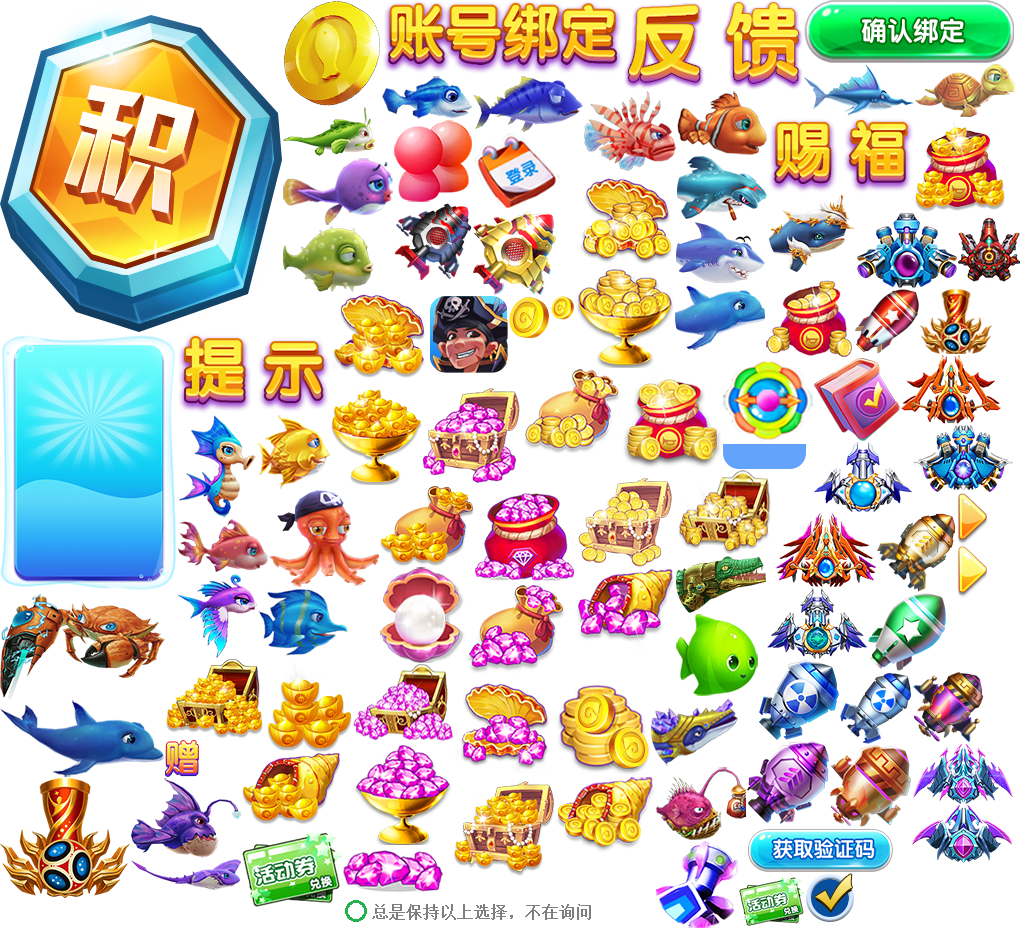 账号绑定
反馈
确认绑定
积
赐福
登录
提示
赠
活动券
兑换
获取验证码
活动券
兑换
总是保持以上选择，不在询问